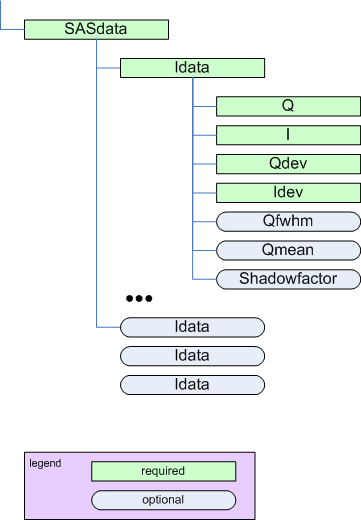 SASdata
Idata
Q
I
Qdev
Idev
Qfwhm
Qmean
Shadowfactor
•••
Idata
Idata
Idata
legend
required
optional